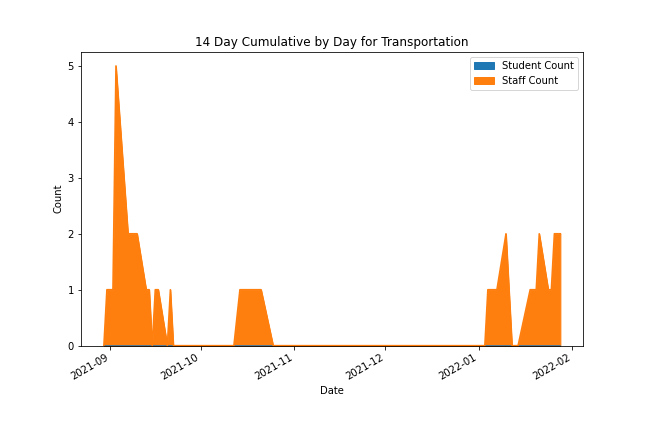 14 Day Cumulative by Day for Transportation
Student Count
Staff Count
5
4
3
2
1
0
Count
2021-09
2021-10
2021-11
2021-12
2022-01
2022-02
Date